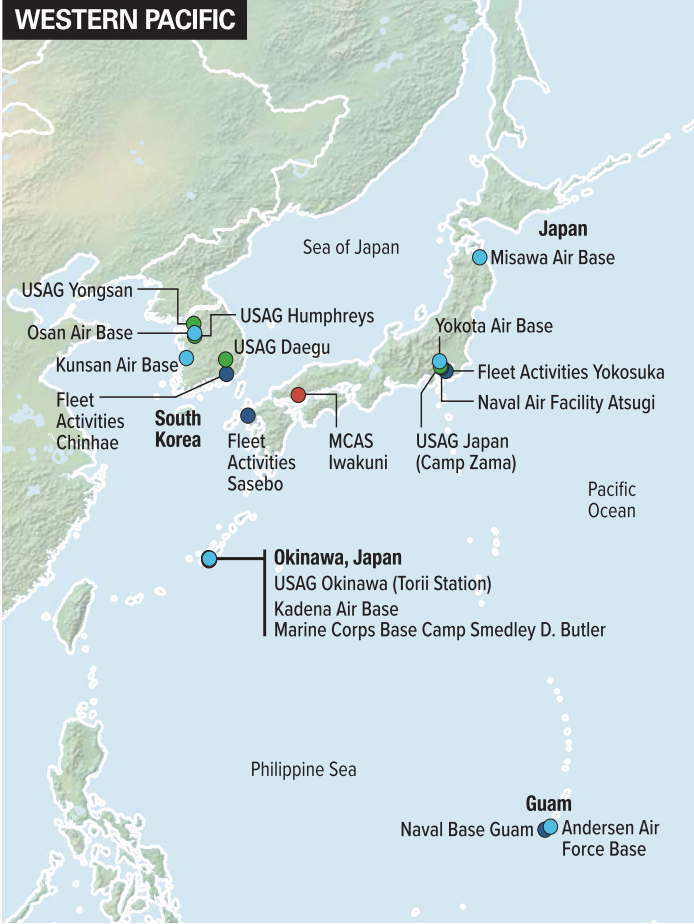 WESTERN PACIFIC
Sea of Japan
Japan
Misawa Air Base
USAG Yongsan
Osan Air Base
Kunsan Air Base
Fleet
Activities
Chinhae
USAG Humphreys
USAG Daegu
South
Korea
Fleet
Activities
Sasebo
MCAS
Iwakuni
Yokota Air Base
Fleet Activities Yokosuka
Naval Air Facility Atsugi
USAG Japan
(Camp Zama)
Pacific
Ocean
Okinawa, Japan
USAG Okinawa (Torii Station)
Kadena Air Base
Marine Corps Base Camp Smedley D. Butler
Philippine Sea
Guam
Naval Base Guam
Andersen Air
Force Base